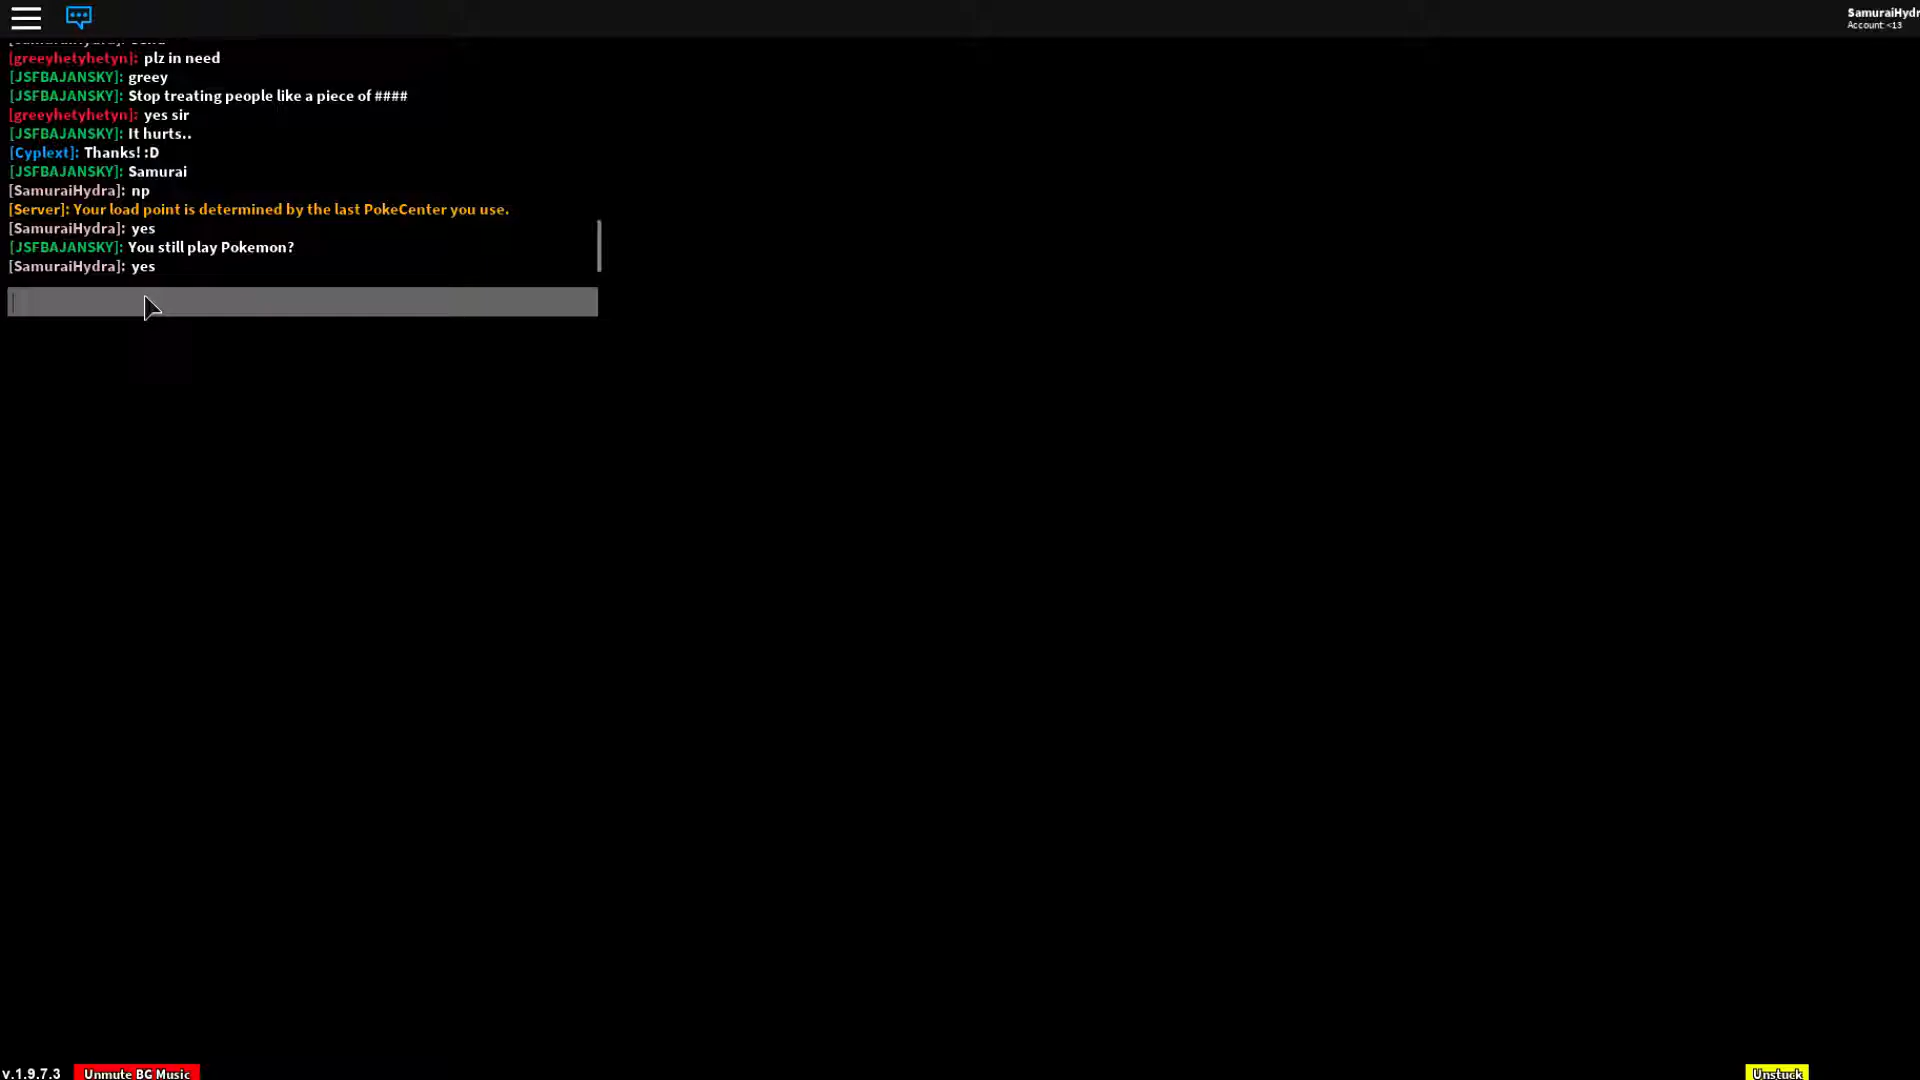 SamuraiHydr
Account: <13
[greeyhetyhetyn]: plz in need
[JSFBAJANSKY]: greey
[JSFBAJANSKY]: Stop treating people like a piece of ####
[greeyhetyhetyn]: yes sir
[JSFBAJANSKY]: It hurts..
[Cyplext]: Thanks! :D
[JSFBAJANSKY]: Samurai
[SamuraiHydra]: np
[Server]: Your load point is determined by the last PokeCenter you use.
[SamuraiHydra]: yes
[JSFBAJANSKY]: You still play Pokemon?
[SamuraiHydra]: yes
v.1.9.7.3
Unmute BG Music
Unstuck